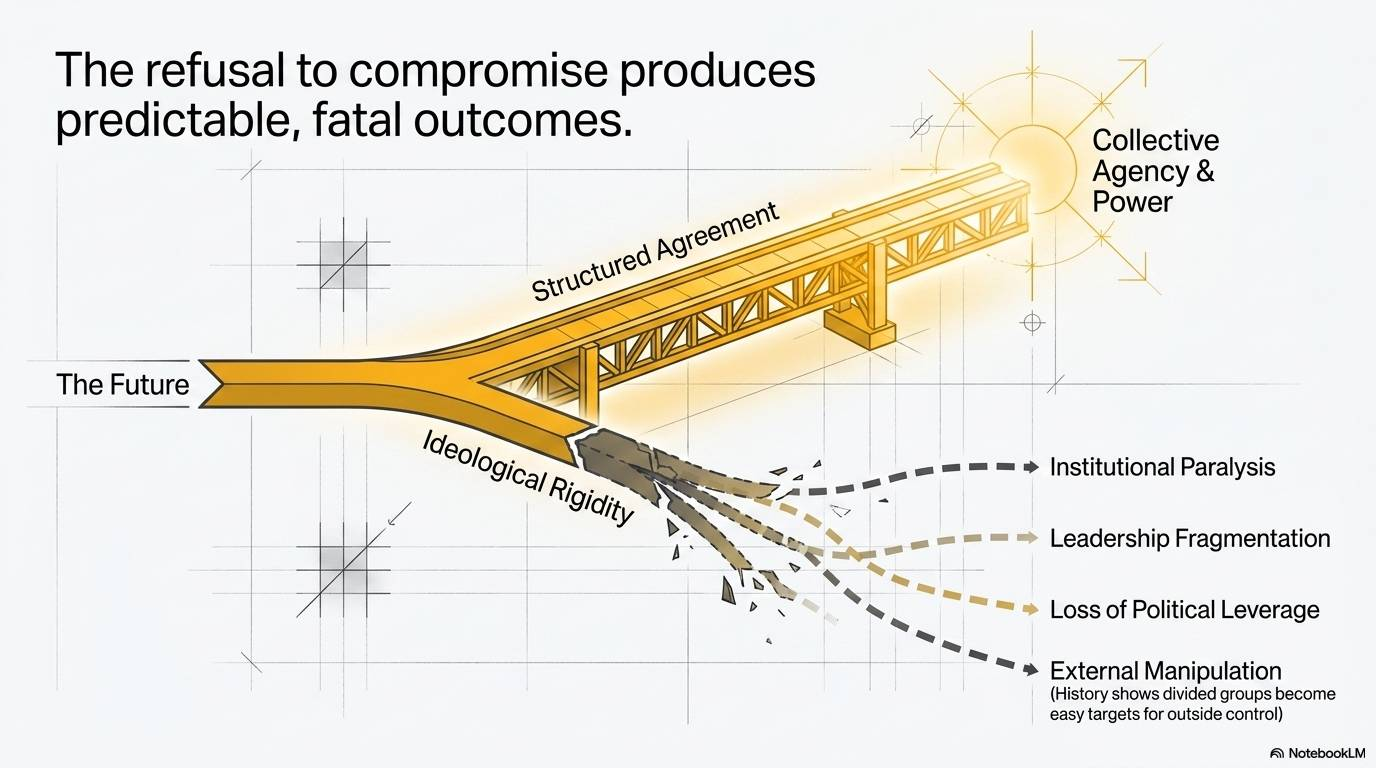 The refusal to compromise produces
predictable, fatal outcomes.
Collective
Agency &
Power
Structured Agreement
The Future
Ideological Rigidity
Institutional Paralysis
Leadership Fragmentation
Loss of Political Leverage
External Manipulation
(History shows divided groups become
easy targets for outside control)
NotebookLM